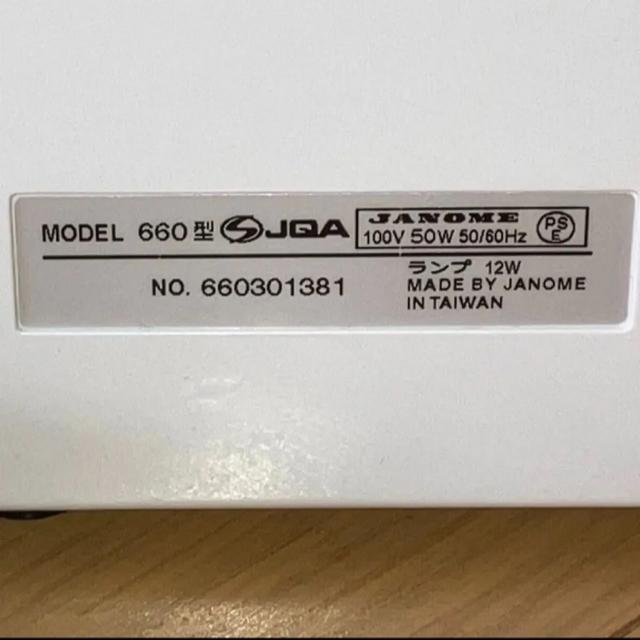 MODEL 660型 JQA JANOME
100V 50W 50/60Hz PSE
NO. 660301381
ランプ 12W
MADE BY JANOME
IN TAIWAN